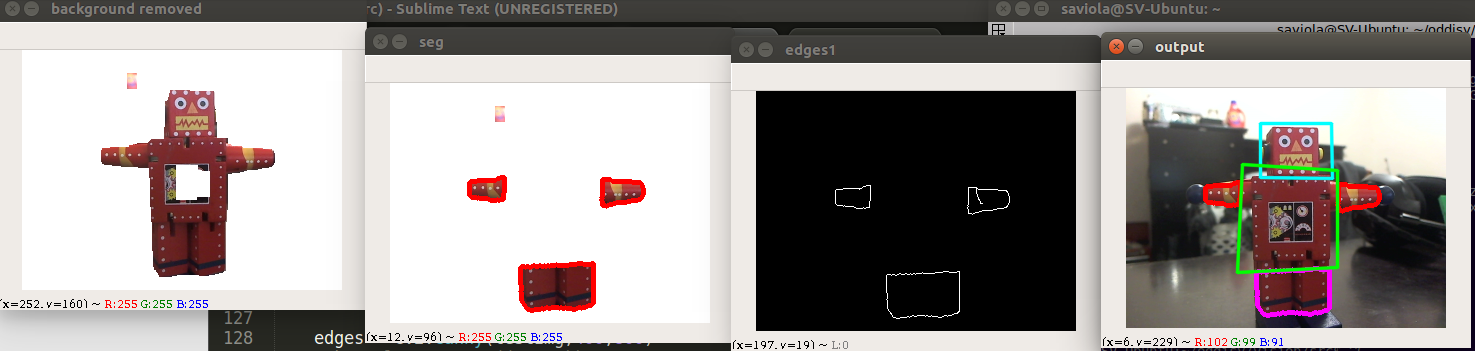 background removed
rc) - Sublime Text (UNREGISTERED)
saviola@SV-Ubuntu: ~
seg
edges1
output
saviola@SV-Ubuntu: ~/oddisy/
(x=252, y=160) ~ R:255 G:255 B:255
(x=12, y=96) ~ R:255 G:255 B:255
(x=197, y=19) ~ L:0
(x=6, y=229) ~ R:102 G:99 B:91
127
128
edges